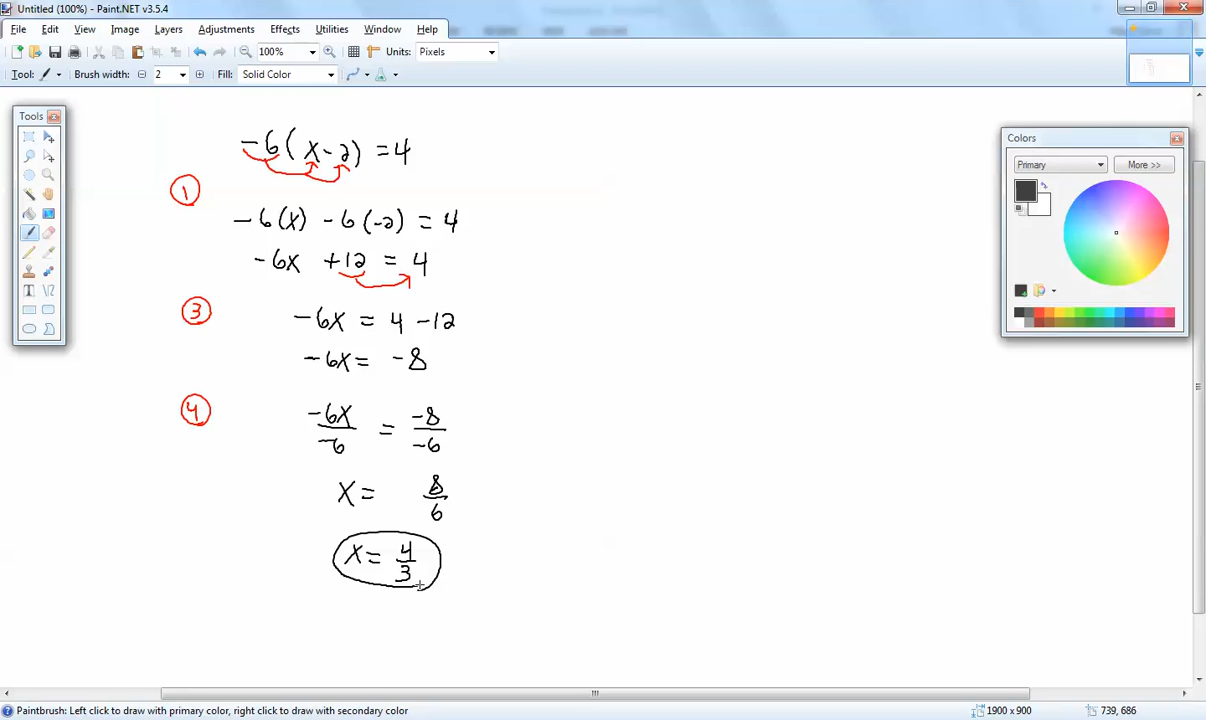 Untitled (100%) - Paint.NET v3.5.4
File Edit View Image Layers Adjustments Effects Utilities Window Help
100% Units: Pixels
Tool: Brush width: 2 Fill: Solid Color
Tools
Colors
Primary More >>
-6(x-2) = 4
①
-6(x) -6(-2) = 4
-6x +12 = 4
③
-6x = 4 -12
-6x = -8
④
-6x/-6 = -8/-6
x = 8/6
x = 4/3
Paintbrush: Left click to draw with primary color, right click to draw with secondary color
1900 x 900
739, 686